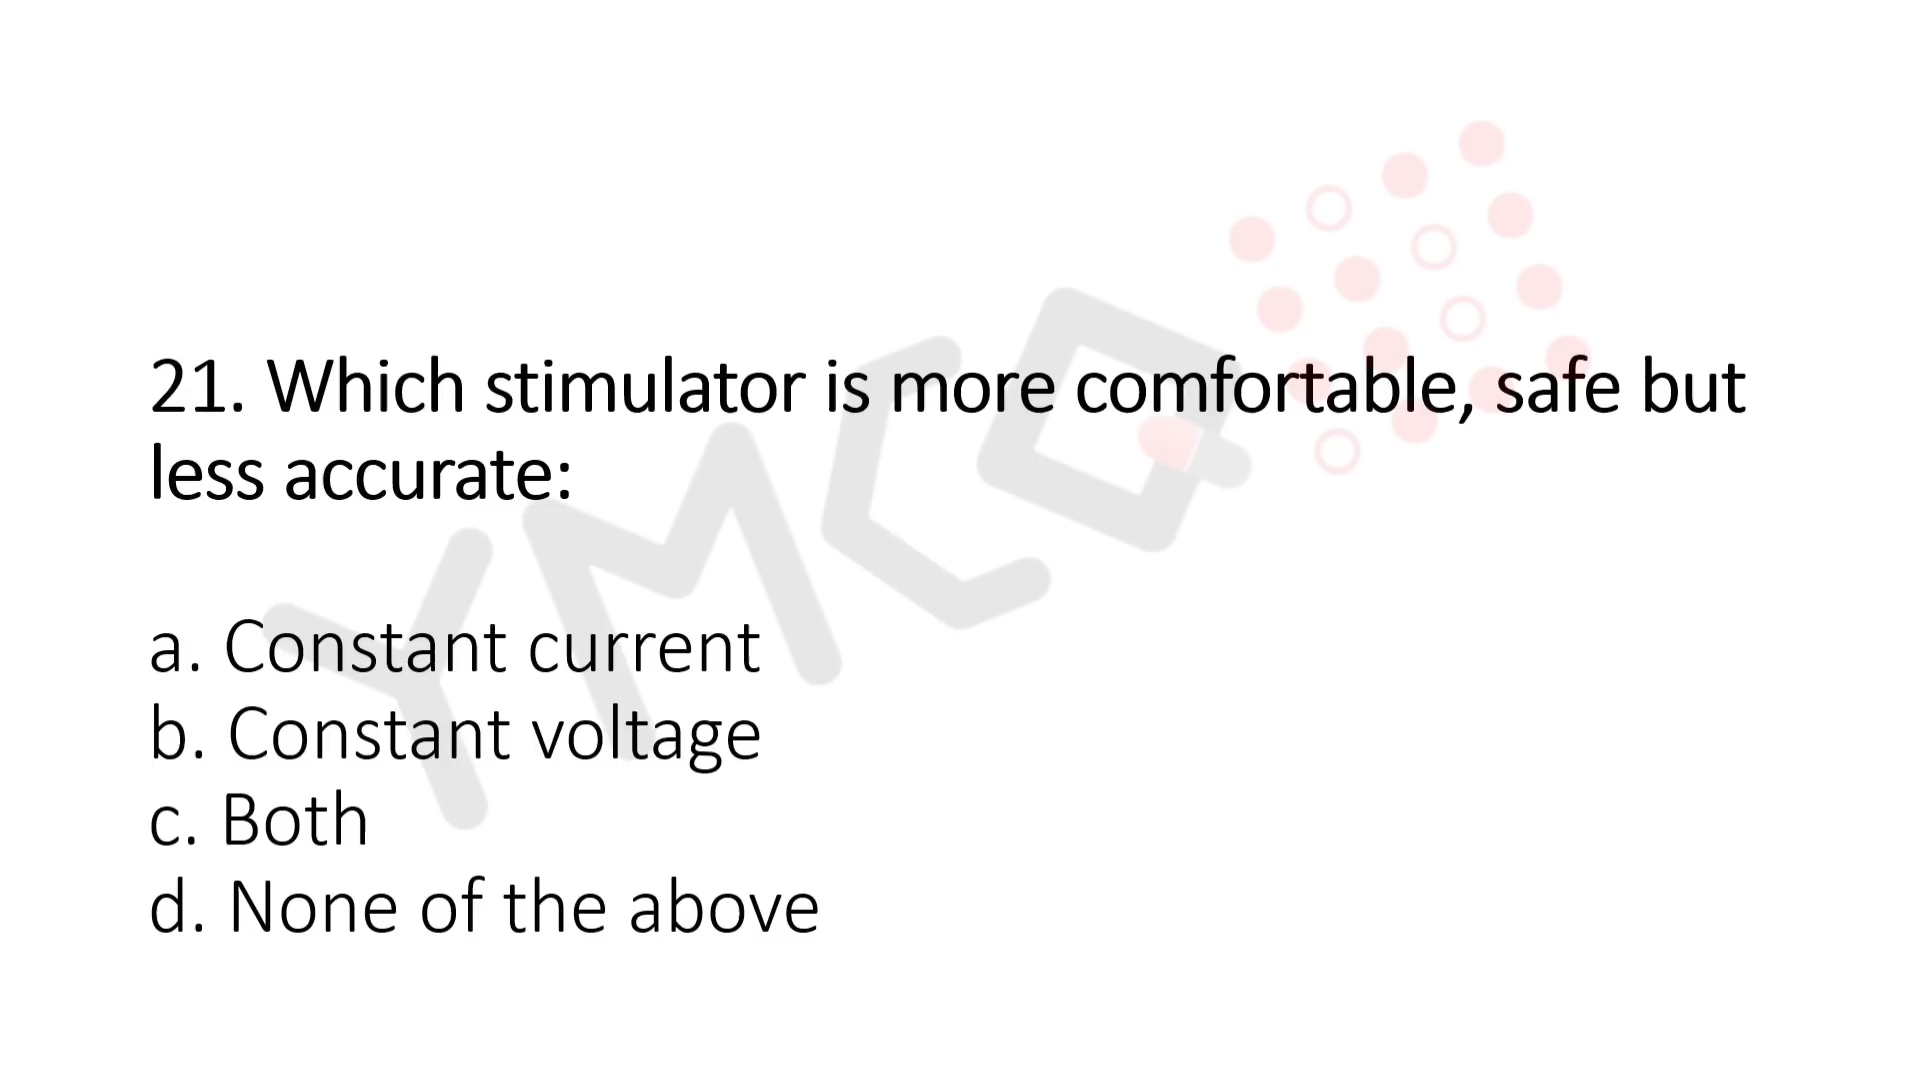 21. Which stimulator is more comfortable, safe but
less accurate:
a. Constant current
b. Constant voltage
c. Both
d. None of the above
YMCQ